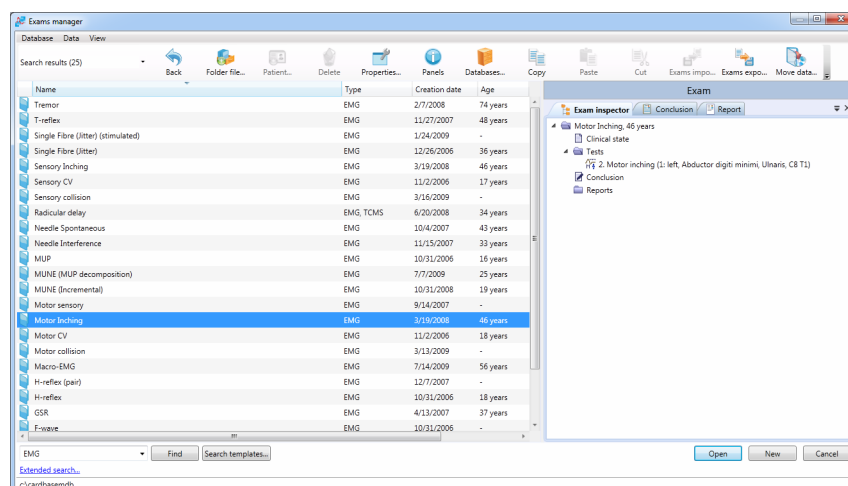 Exams manager
Database Data View
Search results (25)
Back
Folder file...
Patient...
Delete
Properties...
Panels
Databases...
Copy
Paste
Cut
Exams impo...
Exams expo...
Move data...
Name Type Creation date Age
Tremor EMG 2/7/2008 74 years
T-reflex EMG 11/27/2007 48 years
Single Fibre (Jitter) (stimulated) EMG 1/24/2009 -
Single Fibre (Jitter) EMG 12/26/2006 36 years
Sensory Inching EMG 3/19/2008 46 years
Sensory CV EMG 11/2/2006 17 years
Sensory collision EMG 3/16/2009 -
Radicular delay EMG, TCMS 6/20/2008 34 years
Needle Spontaneous EMG 10/4/2007 43 years
Needle Interference EMG 11/15/2007 33 years
MUP EMG 10/31/2006 16 years
MUNE (MUP decomposition) EMG 7/7/2009 25 years
MUNE (Incremental) EMG 10/31/2008 19 years
Motor sensory EMG 9/14/2007 -
Motor Inching EMG 3/19/2008 46 years
Motor CV EMG 11/2/2006 18 years
Motor collision EMG 3/13/2009 -
Macro-EMG EMG 7/14/2009 56 years
H-reflex (pair) EMG 12/7/2007 -
H-reflex EMG 10/31/2006 18 years
GSR EMG 4/13/2007 37 years
F-wave EMG 10/31/2006 -
Exam
Exam inspector Conclusion Report
Motor Inching, 46 years
Clinical state
Tests
2. Motor inching (1: left, Abductor digiti minimi, Ulnaris, C8 T1)
Conclusion
Reports
EMG Find Search templates...
Open New Cancel
Extended search...
c:\cardbasemdb